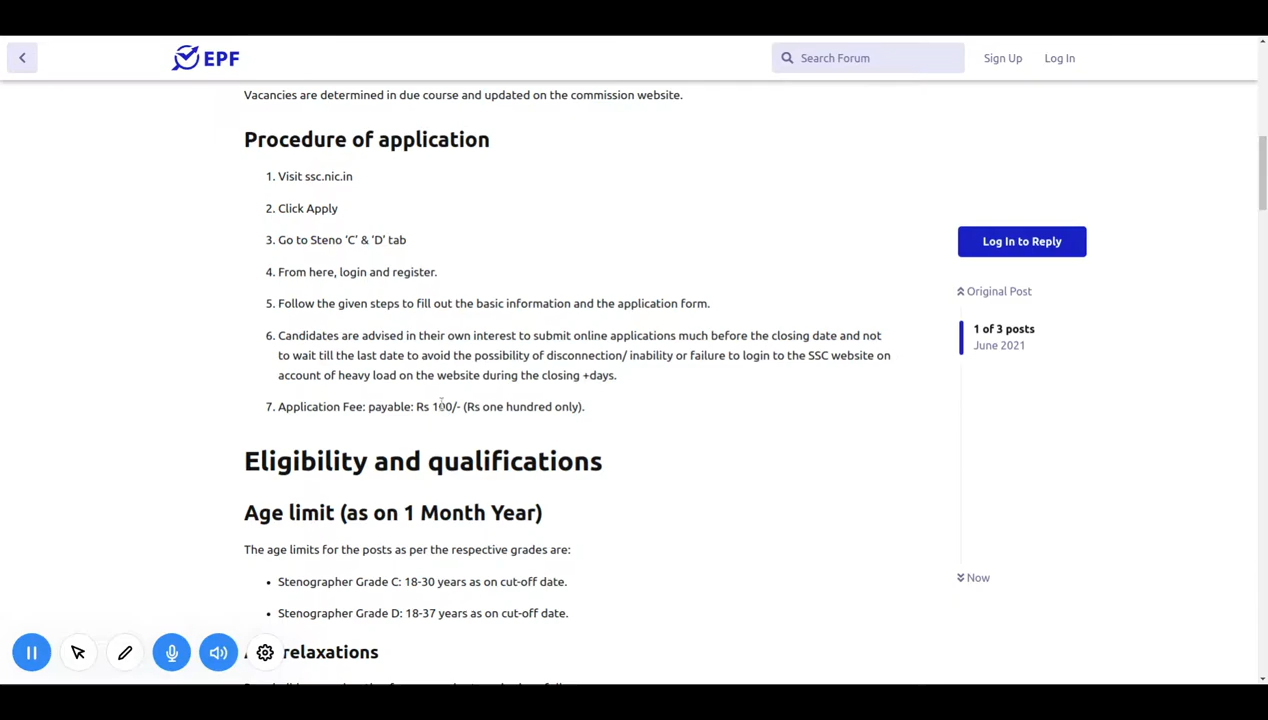 EPF
Search Forum
Sign Up
Log In
Vacancies are determined in due course and updated on the commission website.
Procedure of application
1. Visit ssc.nic.in
2. Click Apply
3. Go to Steno ‘C’ & ‘D’ tab
4. From here, login and register.
5. Follow the given steps to fill out the basic information and the application form.
6. Candidates are advised in their own interest to submit online applications much before the closing date and not
to wait till the last date to avoid the possibility of disconnection/ inability or failure to login to the SSC website on
account of heavy load on the website during the closing +days.
7. Application Fee: payable: Rs 100/- (Rs one hundred only).
Log In to Reply
Original Post
1 of 3 posts
June 2021
Now
Eligibility and qualifications
Age limit (as on 1 Month Year)
The age limits for the posts as per the respective grades are:
• Stenographer Grade C: 18-30 years as on cut-off date.
• Stenographer Grade D: 18-37 years as on cut-off date.
relaxations